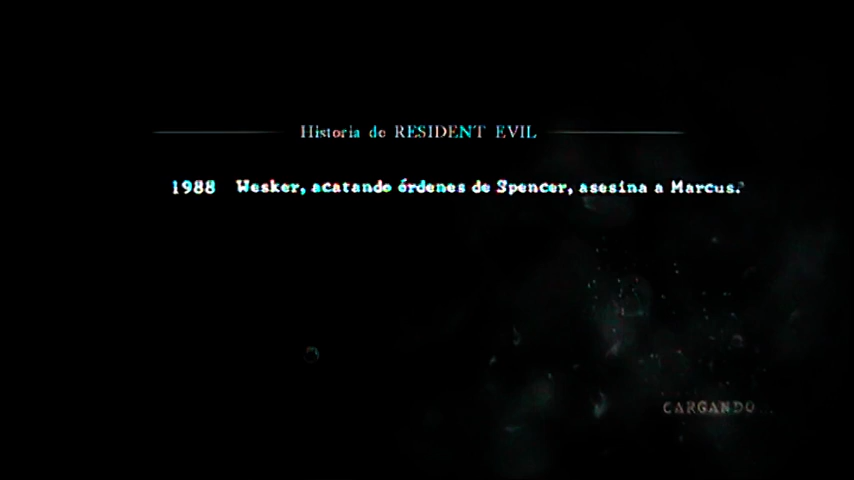 Historia de RESIDENT EVIL
1988 Wesker, acatando órdenes de Spencer, asesina a Marcus.
CARGANDO...